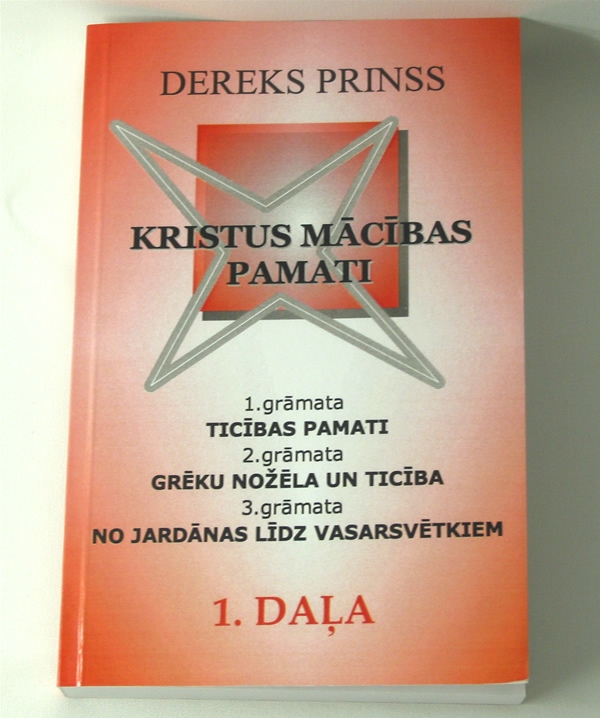 DEREKS PRINSS
KRISTUS MĀCĪBAS
PAMATI
1.grāmata
TICĪBAS PAMATI
2.grāmata
GRĒKU NOŽĒLA UN TICĪBA
3.grāmata
NO JARDĀNAS LĪDZ VASARSVĒTKIEM
1. DAĻA